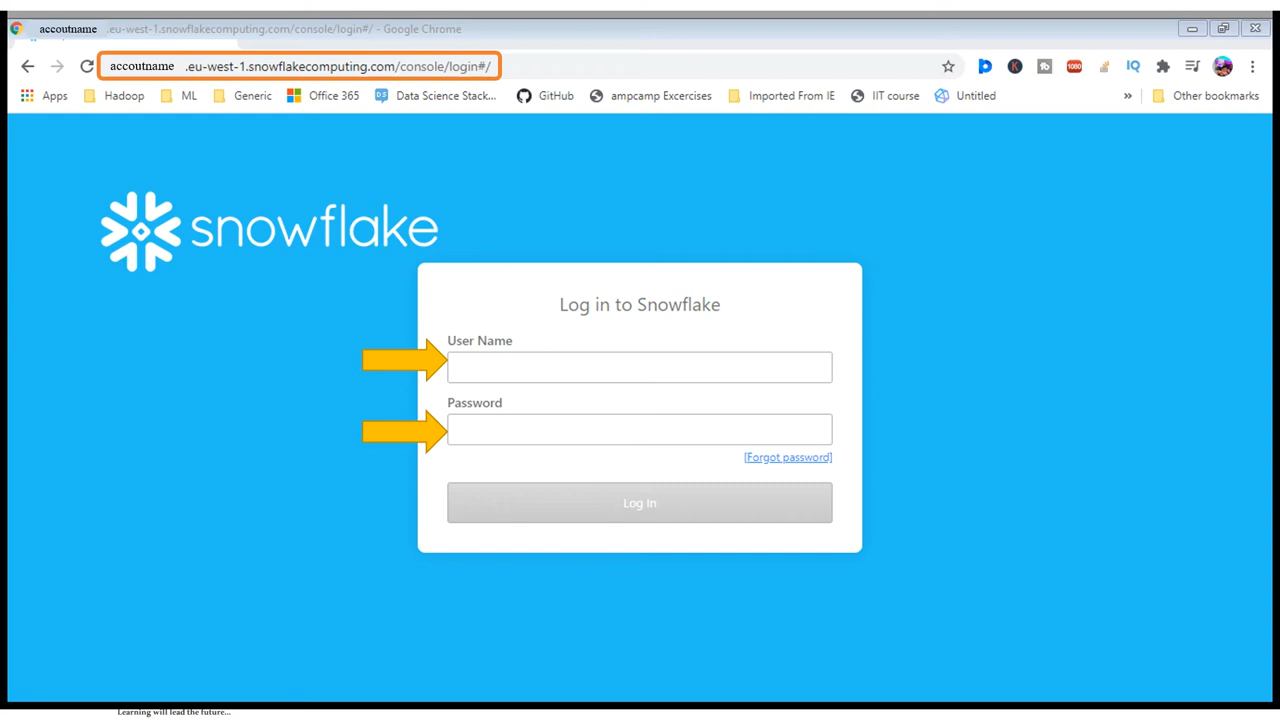 accoutname .eu-west-1.snowflakecomputing.com/console/login#/ - Google Chrome
accoutname .eu-west-1.snowflakecomputing.com/console/login#/
Apps Hadoop ML Generic Office 365 DS Data Science Stack... GitHub ampcamp Excercises Imported From IE IIT course Untitled » Other bookmarks
snowflake
Log in to Snowflake
User Name
Password
[Forgot password]
Log In
Learning will lead the future...